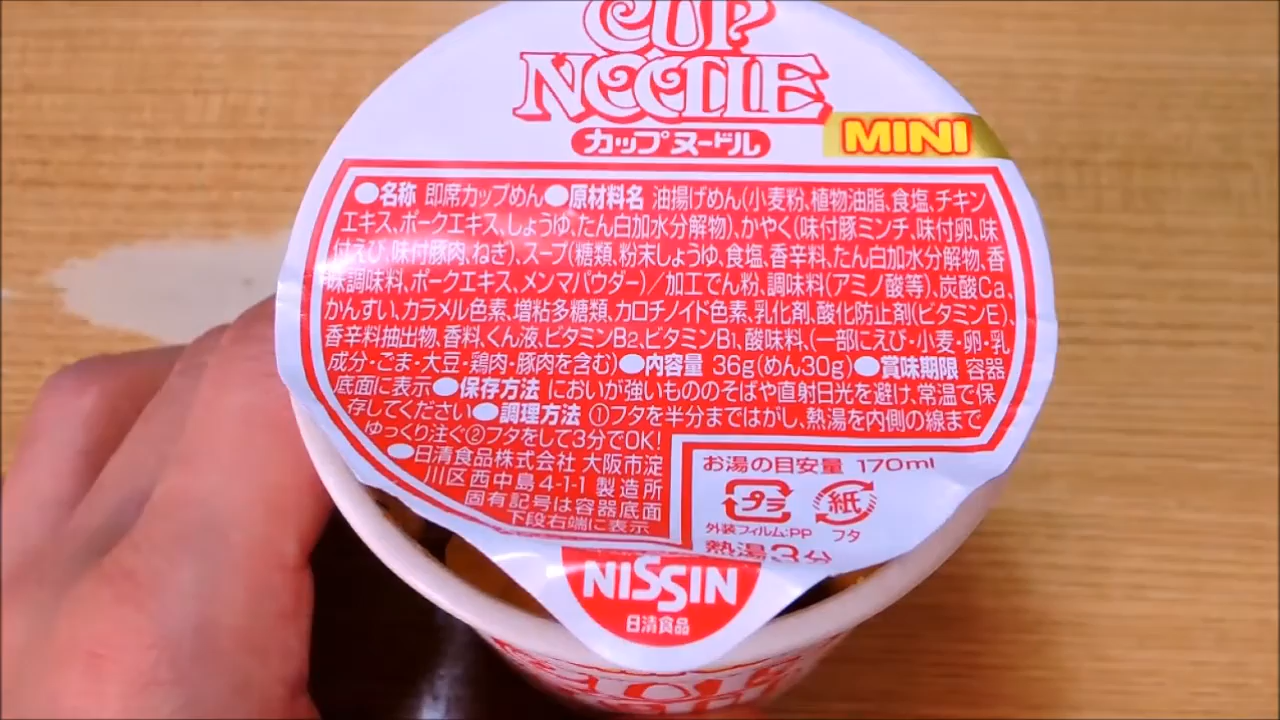 CUP
NOODLE
カップヌードル
MINI
●名称 即席カップめん●原材料名 油揚げめん(小麦粉、植物油脂、食塩、チキン
エキス、ポークエキス、しょうゆ、たん白加水分解物)、かやく(味付豚ミンチ、味付卵、味
付えび、味付豚肉、ねぎ)、スープ(糖類、粉末しょうゆ、食塩、香辛料、たん白加水分解物、香
味調味料、ポークエキス、メンマパウダー)／加工でん粉、調味料(アミノ酸等)、炭酸Ca、
かんすい、カラメル色素、増粘多糖類、カロチノイド色素、乳化剤、酸化防止剤(ビタミンE)、
香辛料抽出物、香料、くん液、ビタミンB2、ビタミンB1、酸味料、(一部にえび・小麦・卵・乳
成分・ごま・大豆・鶏肉・豚肉を含む)●内容量 36g(めん30g)●賞味期限 容器
底面に表示●保存方法 においが強いもののそばや直射日光を避け、常温で保
存してください●調理方法 ①フタを半分まではがし、熱湯を内側の線まで
ゆっくり注ぐ②フタをして3分でOK!
●日清食品株式会社 大阪市淀
川区西中島4-1-1 製造所
固有記号は容器底面
下段右端に表示
お湯の目安量 170ml
プラ 紙
外装フィルム:PP フタ
熱湯3分
NISSIN
日清食品